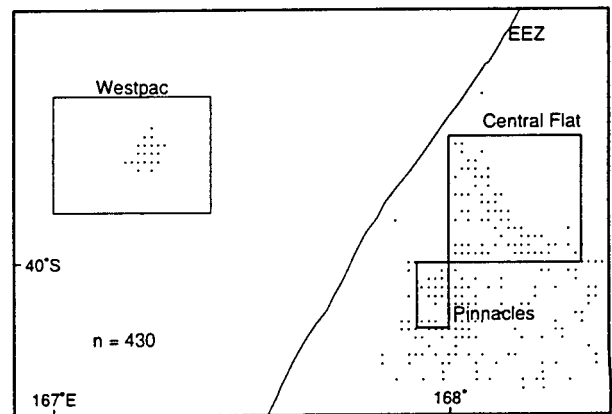 EEZ
Westpac
Central Flat
40°S
Pinnacles
n = 430
167°E
168°